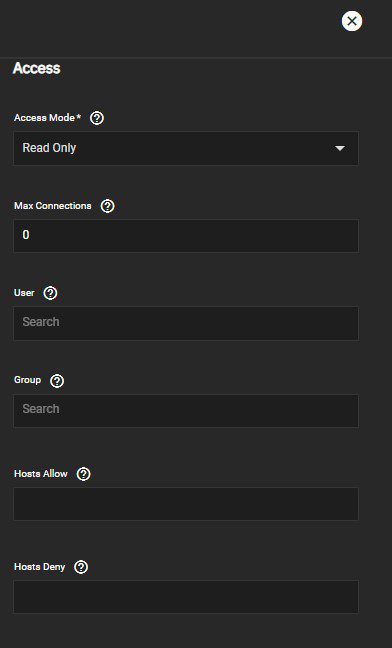 Access
Access Mode *
Read Only
Max Connections
0
User
Search
Group
Search
Hosts Allow
Hosts Deny